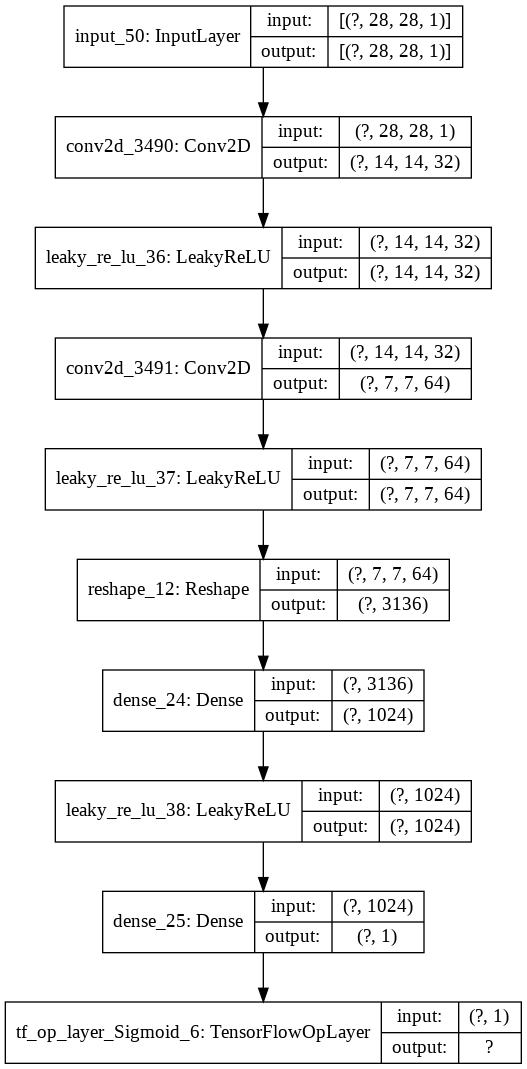 input_50: InputLayer
input: [(?, 28, 28, 1)]
output: [(?, 28, 28, 1)]
conv2d_3490: Conv2D
input: (?, 28, 28, 1)
output: (?, 14, 14, 32)
leaky_re_lu_36: LeakyReLU
input: (?, 14, 14, 32)
output: (?, 14, 14, 32)
conv2d_3491: Conv2D
input: (?, 14, 14, 32)
output: (?, 7, 7, 64)
leaky_re_lu_37: LeakyReLU
input: (?, 7, 7, 64)
output: (?, 7, 7, 64)
reshape_12: Reshape
input: (?, 7, 7, 64)
output: (?, 3136)
dense_24: Dense
input: (?, 3136)
output: (?, 1024)
leaky_re_lu_38: LeakyReLU
input: (?, 1024)
output: (?, 1024)
dense_25: Dense
input: (?, 1024)
output: (?, 1)
tf_op_layer_Sigmoid_6: TensorFlowOpLayer
input: (?, 1)
output: ?